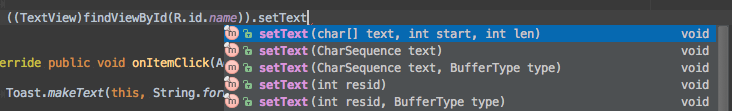 ((TextView)findViewById(R.id.name)).setText
m setText(char[] text, int start, int len) void
m setText(CharSequence text) void
erride public void onItemClick(A m setText(CharSequence text, BufferType type) void
m setText(int resid) void
Toast.makeText(this, String.for m setText(int resid, BufferType type) void